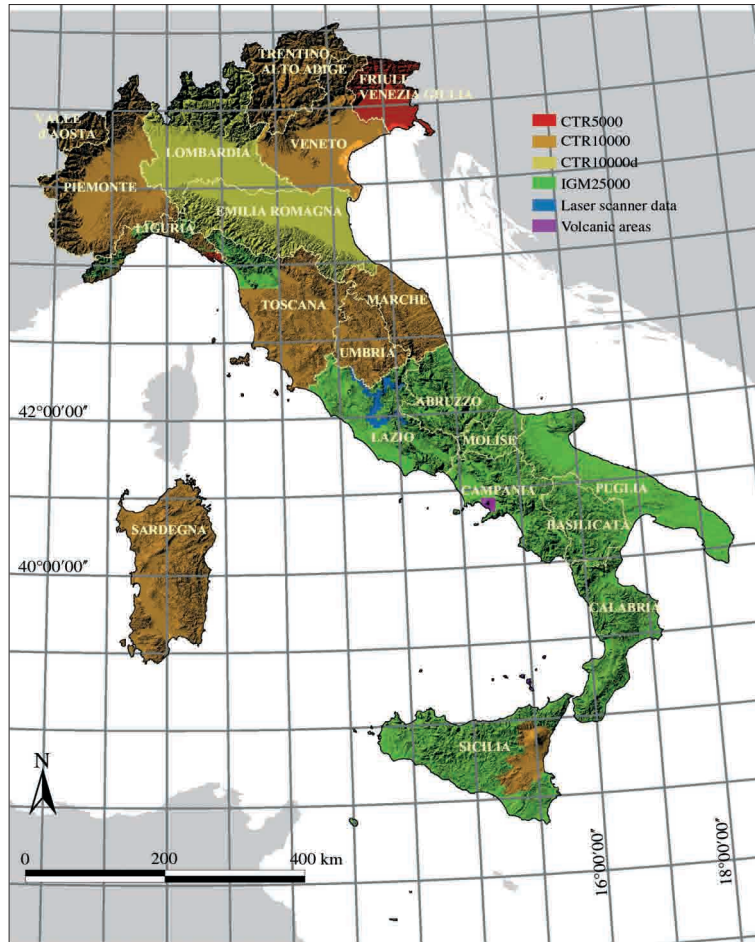 TRENTINO
ALTO ADIGE
FRIULI
VENEZIA GIULIA
VALLE
d'AOSTA
LOMBARDIA
VENETO
PIEMONTE
EMILIA ROMAGNA
LIGURIA
TOSCANA
MARCHE
UMBRIA
ABRUZZO
LAZIO
MOLISE
CAMPANIA
PUGLIA
BASILICATA
SARDEGNA
CALABRIA
SICILIA
CTR5000
CTR10000
CTR10000d
IGM25000
Laser scanner data
Volcanic areas
42°00′00″
40°00′00″
16°00′00″
18°00′00″
N
0 200 400 km